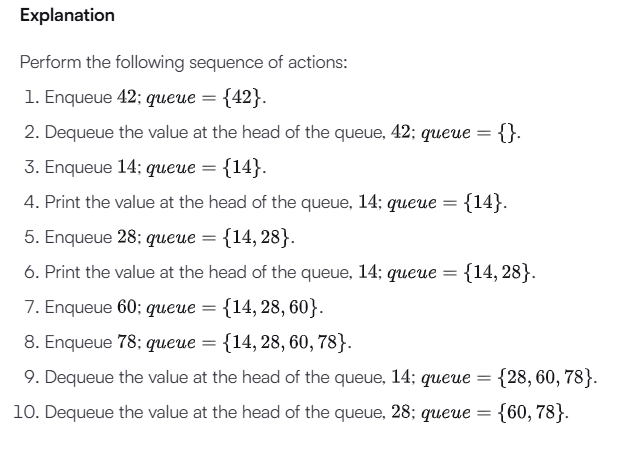 Explanation
Perform the following sequence of actions:
1. Enqueue 42; queue = {42}.
2. Dequeue the value at the head of the queue, 42; queue = {}.
3. Enqueue 14; queue = {14}.
4. Print the value at the head of the queue, 14; queue = {14}.
5. Enqueue 28; queue = {14, 28}.
6. Print the value at the head of the queue, 14; queue = {14, 28}.
7. Enqueue 60; queue = {14, 28, 60}.
8. Enqueue 78; queue = {14, 28, 60, 78}.
9. Dequeue the value at the head of the queue, 14; queue = {28, 60, 78}.
10. Dequeue the value at the head of the queue, 28; queue = {60, 78}.